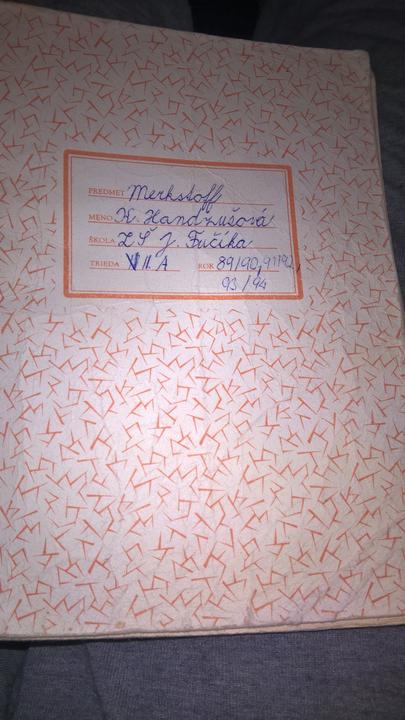 PREDMET Merkstoff
MENO K. Handzušová
ŠKOLA ZŠ J. Fučíka
TRIEDA VII. A ROK 89/90, 91/92,
93/94